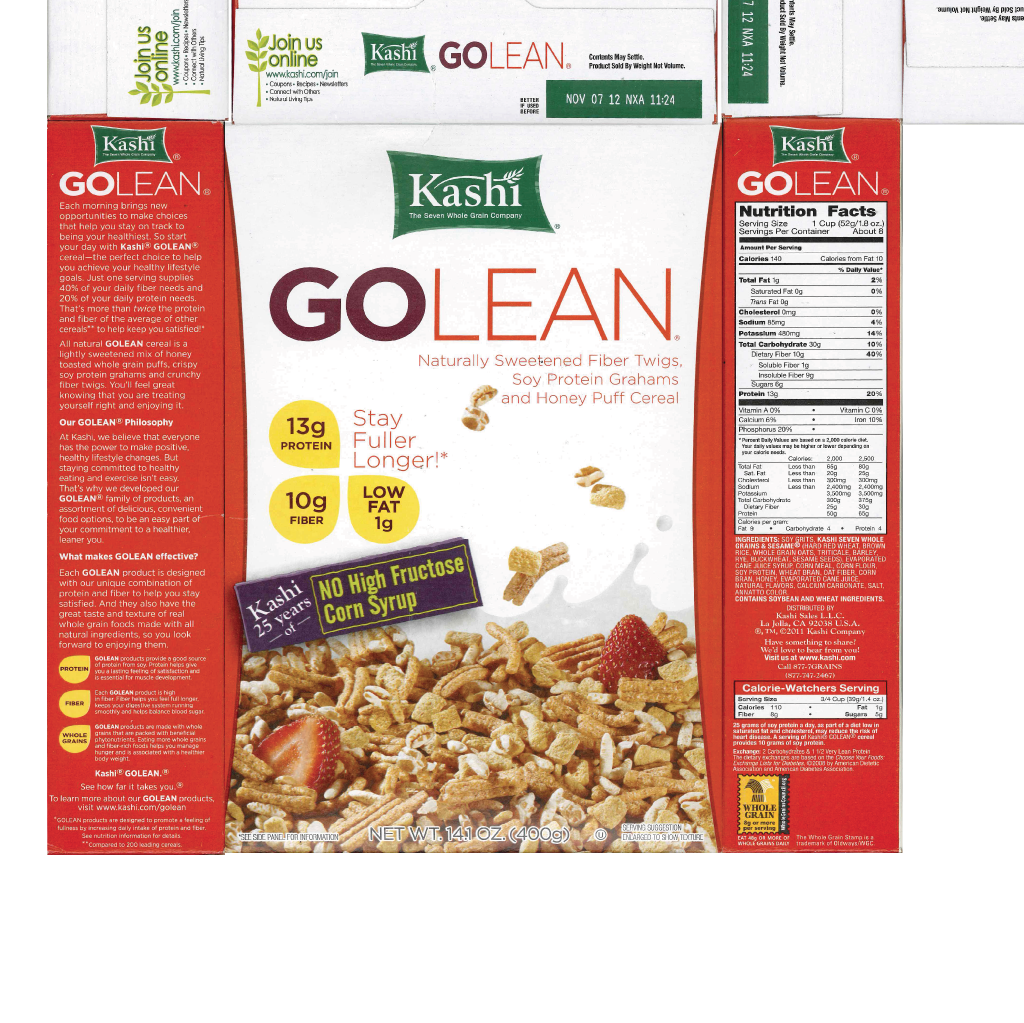 Join us
online
www.kashi.com/join
• Coupons • Recipes • Newsletters
• Connect with Others
• Natural Living Tips
Join us
online
www.kashi.com/join
• Coupons • Recipes • Newsletters
• Connect with Others
• Natural Living Tips
Kashi®
The Seven Whole Grain Company
GOLEAN®
Contents May Settle.
Product Sold By Weight Not Volume.
BETTER
IF USED
BEFORE
NOV 07 12 NXA 11:24
7 12 NXA 11:24
ents May Settle.
duct Sold By Weight Not Volume.
ents May Settle.
uct Sold By Weight Not Volume.
Kashi®
The Seven Whole Grain Company
GOLEAN®
Each morning brings new
opportunities to make choices
that help you stay on track to
being your healthiest. So start
your day with Kashi® GOLEAN®
cereal—the perfect choice to help
you achieve your healthy lifestyle
goals. Just one serving supplies
40% of your daily fiber needs and
20% of your daily protein needs.
That's more than twice the protein
and fiber of the average of other
cereals** to help keep you satisfied!*
All natural GOLEAN cereal is a
lightly sweetened mix of honey
toasted whole grain puffs, crispy
soy protein grahams and crunchy
fiber twigs. You'll feel great
knowing that you are treating
yourself right and enjoying it.
Our GOLEAN® Philosophy
At Kashi, we believe that everyone
has the power to make positive,
healthy lifestyle changes. But
staying committed to healthy
eating and exercise isn't easy.
That's why we developed our
GOLEAN® family of products, an
assortment of delicious, convenient
food options, to be an easy part of
your commitment to a healthier,
leaner you.
What makes GOLEAN effective?
Each GOLEAN product is designed
with our unique combination of
protein and fiber to help you stay
satisfied. And they also have the
great taste and texture of real
whole grain foods made with all
natural ingredients, so you look
forward to enjoying them.
PROTEIN
GOLEAN products provide a good source
of protein from soy. Protein helps give
you a lasting feeling of satisfaction and
is essential for muscle development.
FIBER
Each GOLEAN product is high
in fiber. Fiber helps you feel full longer,
keeps your digestive system running
smoothly and helps balance blood sugar.
WHOLE
GRAINS
GOLEAN products are made with whole
grains that are packed with beneficial
phytonutrients. Eating more whole grains
and fiber-rich foods helps you manage
hunger and is associated with a healthier
body weight.
Kashi® GOLEAN.®
See how far it takes you.®
To learn more about our GOLEAN products,
visit www.kashi.com/golean
*GOLEAN products are designed to promote a feeling of
fullness by increasing daily intake of protein and fiber.
See nutrition information for details.
**Compared to 200 leading cereals.
Kashi®
The Seven Whole Grain Company
GOLEAN®
Naturally Sweetened Fiber Twigs,
Soy Protein Grahams
and Honey Puff Cereal
13g
PROTEIN
Stay
Fuller
Longer!*
10g
FIBER
LOW
FAT
1g
Kashi
25 years
of
NO High Fructose
Corn Syrup
*SEE SIDE PANEL FOR INFORMATION
NET WT. 14.1 OZ. (400g)
U
SERVING SUGGESTION
ENLARGED TO SHOW TEXTURE
Kashi®
The Seven Whole Grain Company
GOLEAN®
Nutrition Facts
Serving Size 1 Cup (52g/1.8 oz.)
Servings Per Container About 8
Amount Per Serving
Calories 140 Calories from Fat 10
% Daily Value*
Total Fat 1g 2%
Saturated Fat 0g 0%
Trans Fat 0g
Cholesterol 0mg 0%
Sodium 85mg 4%
Potassium 480mg 14%
Total Carbohydrate 30g 10%
Dietary Fiber 10g 40%
Soluble Fiber 1g
Insoluble Fiber 9g
Sugars 6g
Protein 13g 20%
Vitamin A 0% • Vitamin C 0%
Calcium 6% • Iron 10%
Phosphorus 20% •
* Percent Daily Values are based on a 2,000 calorie diet.
Your daily values may be higher or lower depending on
your calorie needs.
Calories: 2,000 2,500
Total Fat Less than 65g 80g
Sat. Fat Less than 20g 25g
Cholesterol Less than 300mg 300mg
Sodium Less than 2,400mg 2,400mg
Potassium 3,500mg 3,500mg
Total Carbohydrate 300g 375g
Dietary Fiber 25g 30g
Protein 50g 65g
Calories per gram:
Fat 9 • Carbohydrate 4 • Protein 4
INGREDIENTS: SOY GRITS, KASHI SEVEN WHOLE
GRAINS & SESAME® (HARD RED WHEAT, BROWN
RICE, WHOLE GRAIN OATS, TRITICALE, BARLEY,
RYE, BUCKWHEAT, SESAME SEEDS), EVAPORATED
CANE JUICE SYRUP, CORN MEAL, CORN FLOUR,
SOY PROTEIN, WHEAT BRAN, OAT FIBER, CORN
BRAN, HONEY, EVAPORATED CANE JUICE,
NATURAL FLAVORS, CALCIUM CARBONATE, SALT,
ANNATTO COLOR.
CONTAINS SOYBEAN AND WHEAT INGREDIENTS.
DISTRIBUTED BY
Kashi Sales L.L.C.
La Jolla, CA 92038 U.S.A.
®, TM, ©2011 Kashi Company
Have something to share?
We'd love to hear from you!
Visit us at www.kashi.com
Call 877-7GRAINS
(877-747-2467)
Calorie-Watchers Serving
Serving Size 3/4 Cup (39g/1.4 oz.)
Calories 110 • Fat 1g
Fiber 8g • Sugars 5g
25 grams of soy protein a day, as part of a diet low in
saturated fat and cholesterol, may reduce the risk of
heart disease. A serving of Kashi® GOLEAN® cereal
provides 10 grams of soy protein.
Exchange: 2 Carbohydrates & 1 1/2 Very Lean Protein
The dietary exchanges are based on the Choose Your Foods:
Exchange Lists for Diabetes, ©2008 by American Dietetic
Association and American Diabetes Association.
WHOLE
GRAIN
8g or more
per serving
WholeGrainsCouncil.org
EAT 48g OR MORE OF
WHOLE GRAINS DAILY
The Whole Grain Stamp is a
trademark of Oldways/WGC